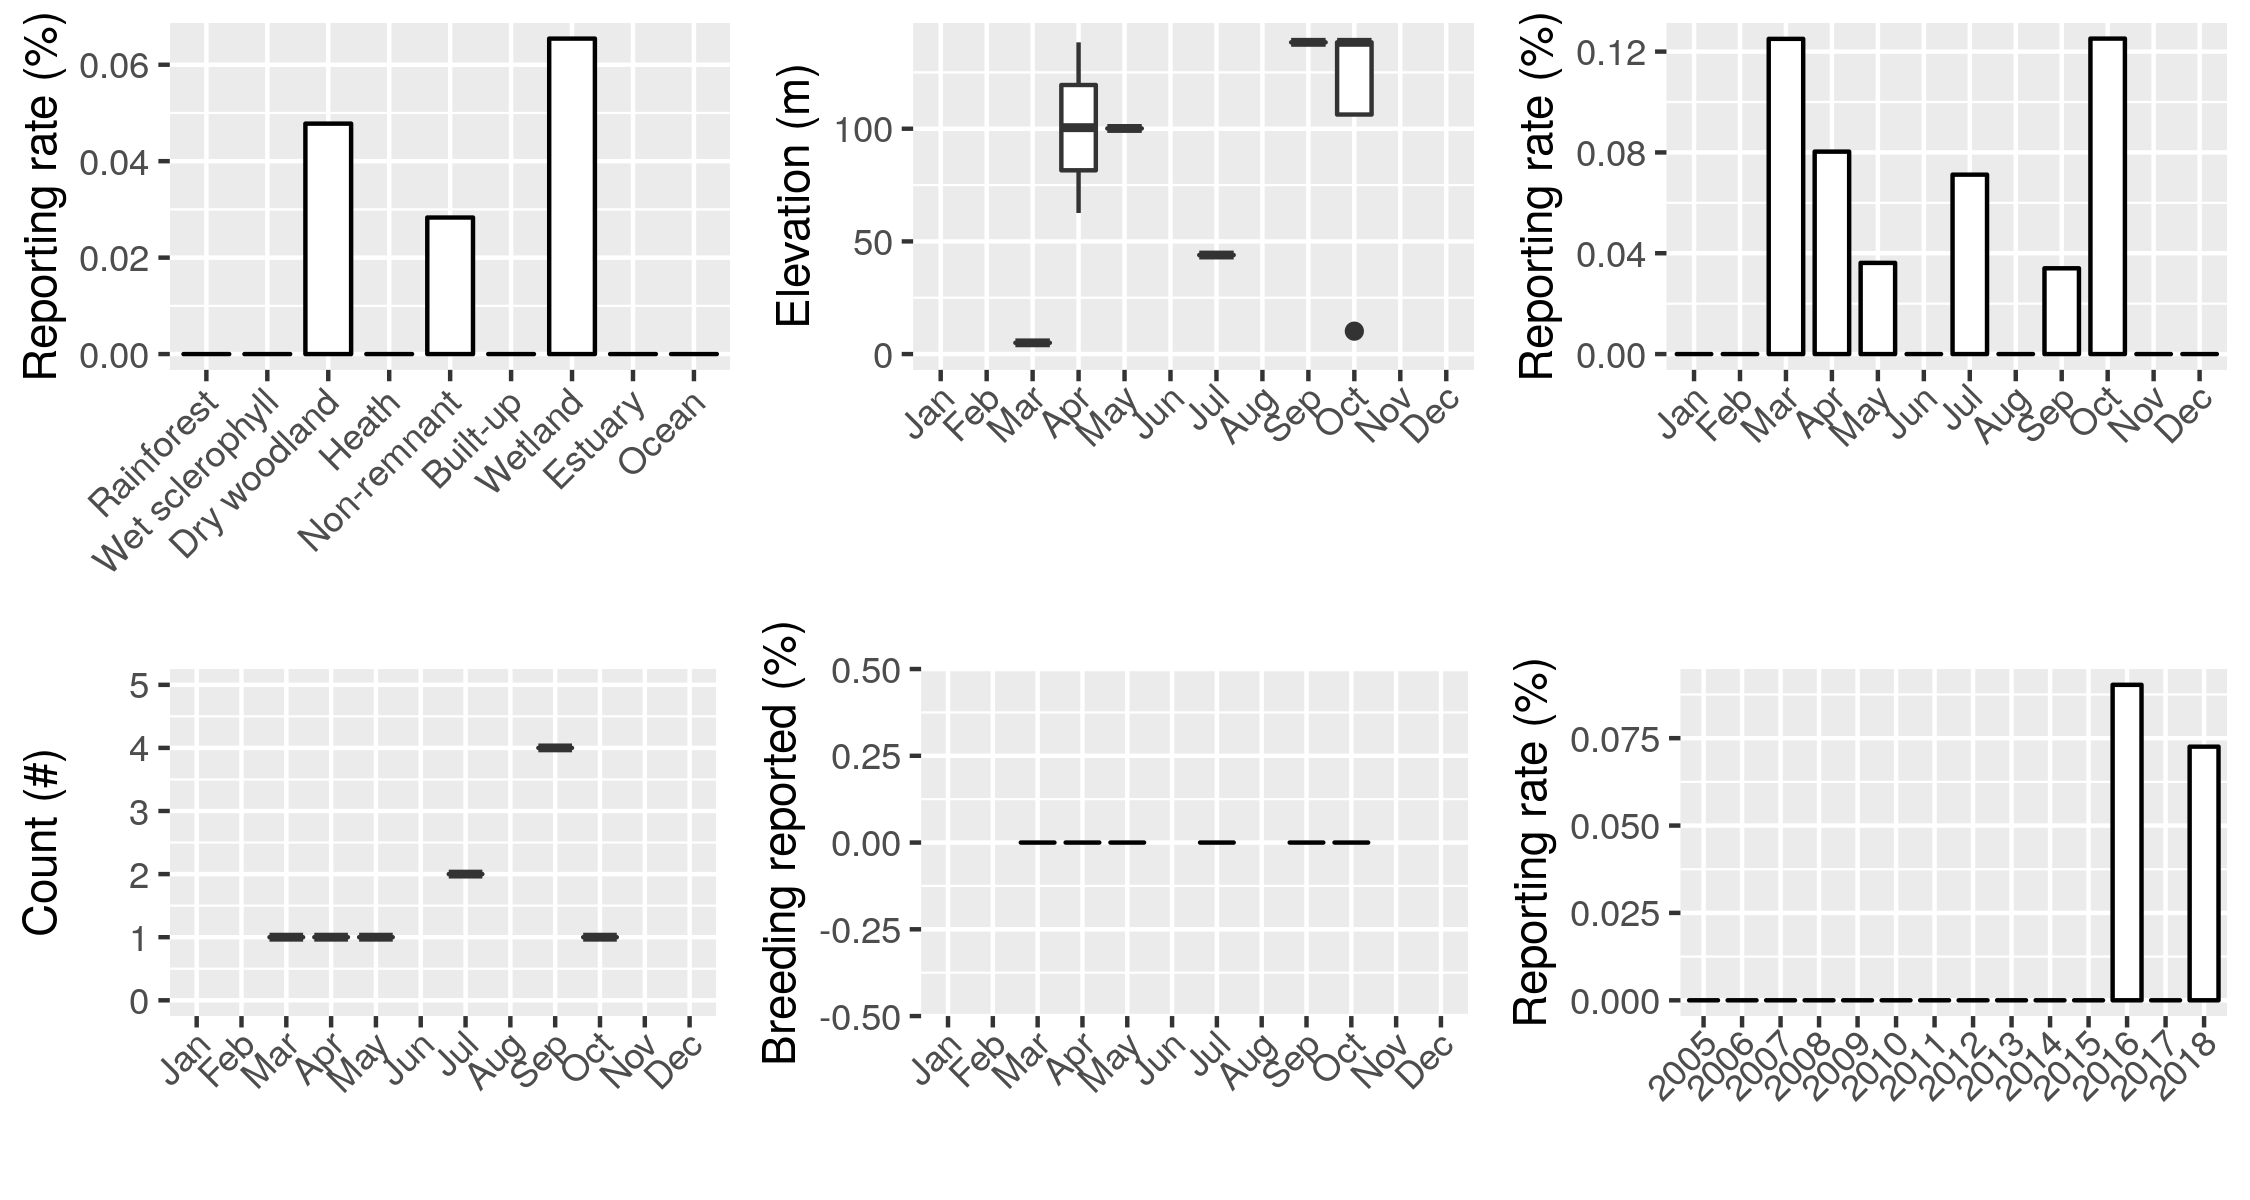 Reporting rate (%)
0.06
0.04
0.02
0.00
Rainforest
Wet sclerophyll
Dry woodland
Heath
Non-remnant
Built-up
Wetland
Estuary
Ocean
Elevation (m)
100
50
0
Jan
Feb
Mar
Apr
May
Jun
Jul
Aug
Sep
Oct
Nov
Dec
Reporting rate (%)
0.12
0.08
0.04
0.00
Jan
Feb
Mar
Apr
May
Jun
Jul
Aug
Sep
Oct
Nov
Dec
Count (#)
5
4
3
2
1
0
Jan
Feb
Mar
Apr
May
Jun
Jul
Aug
Sep
Oct
Nov
Dec
Breeding reported (%)
0.50
0.25
0.00
-0.25
-0.50
Jan
Feb
Mar
Apr
May
Jun
Jul
Aug
Sep
Oct
Nov
Dec
Reporting rate (%)
0.075
0.050
0.025
0.000
2005
2006
2007
2008
2009
2010
2011
2012
2013
2014
2015
2016
2017
2018